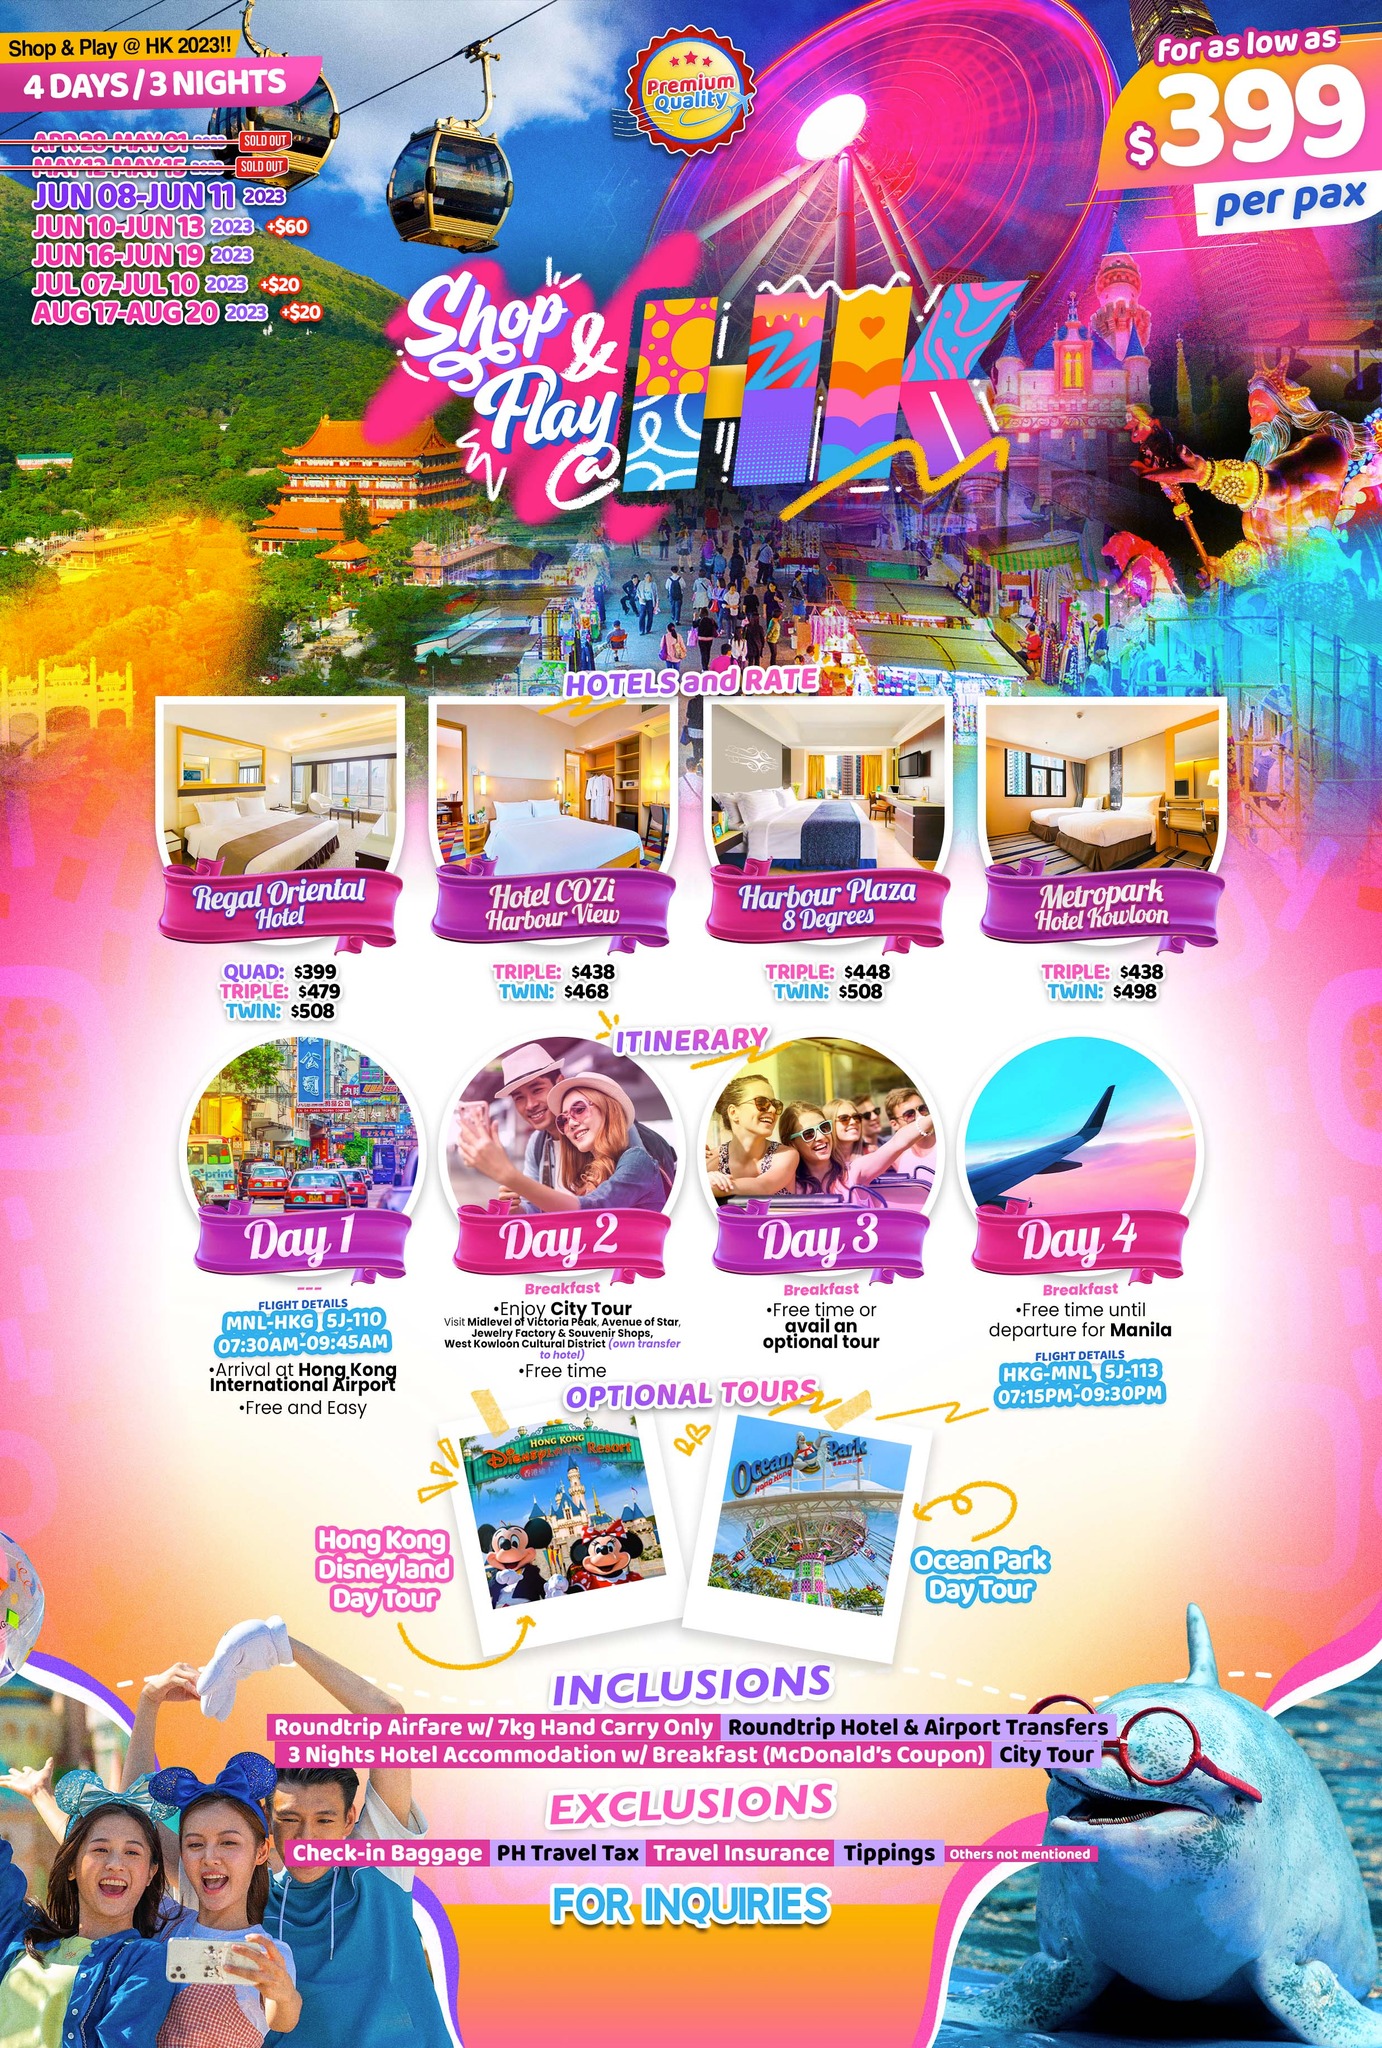 Shop & Play @ HK 2023!!
4 DAYS / 3 NIGHTS
APR 28-MAY 01 2023 SOLD OUT
MAY 12-MAY 15 2023 SOLD OUT
JUN 08-JUN 11 2023
JUN 10-JUN 13 2023 +$60
JUN 16-JUN 19 2023
JUL 07-JUL 10 2023 +$20
AUG 17-AUG 20 2023 +$20
Premium
Quality
for as low as
$399
per pax
Shop
&
Play
@
HK
HOTELS and RATE
Regal Oriental
Hotel
QUAD: $399
TRIPLE: $479
TWIN: $508
Hotel COZi
Harbour View
TRIPLE: $438
TWIN: $468
Harbour Plaza
8 Degrees
TRIPLE: $448
TWIN: $508
Metropark
Hotel Kowloon
TRIPLE: $438
TWIN: $498
ITINERARY
Day 1
---
FLIGHT DETAILS
MNL-HKG 5J-110
07:30AM-09:45AM
•Arrival at Hong Kong
International Airport
•Free and Easy
Day 2
Breakfast
•Enjoy City Tour
Visit Midlevel of Victoria Peak, Avenue of Star,
Jewelry Factory & Souvenir Shops,
West Kowloon Cultural District (own transfer
to hotel)
•Free time
Day 3
Breakfast
•Free time or
avail an
optional tour
Day 4
Breakfast
•Free time until
departure for Manila
FLIGHT DETAILS
HKG-MNL 5J-113
07:15PM-09:30PM
OPTIONAL TOURS
HONG KONG
Disneyland Resort
Hong Kong
Disneyland
Day Tour
Ocean Park
Hong Kong
Ocean Park
Day Tour
INCLUSIONS
Roundtrip Airfare w/ 7kg Hand Carry Only Roundtrip Hotel & Airport Transfers
3 Nights Hotel Accommodation w/ Breakfast (McDonald's Coupon) City Tour
EXCLUSIONS
Check-in Baggage PH Travel Tax Travel Insurance Tippings Others not mentioned
FOR INQUIRIES